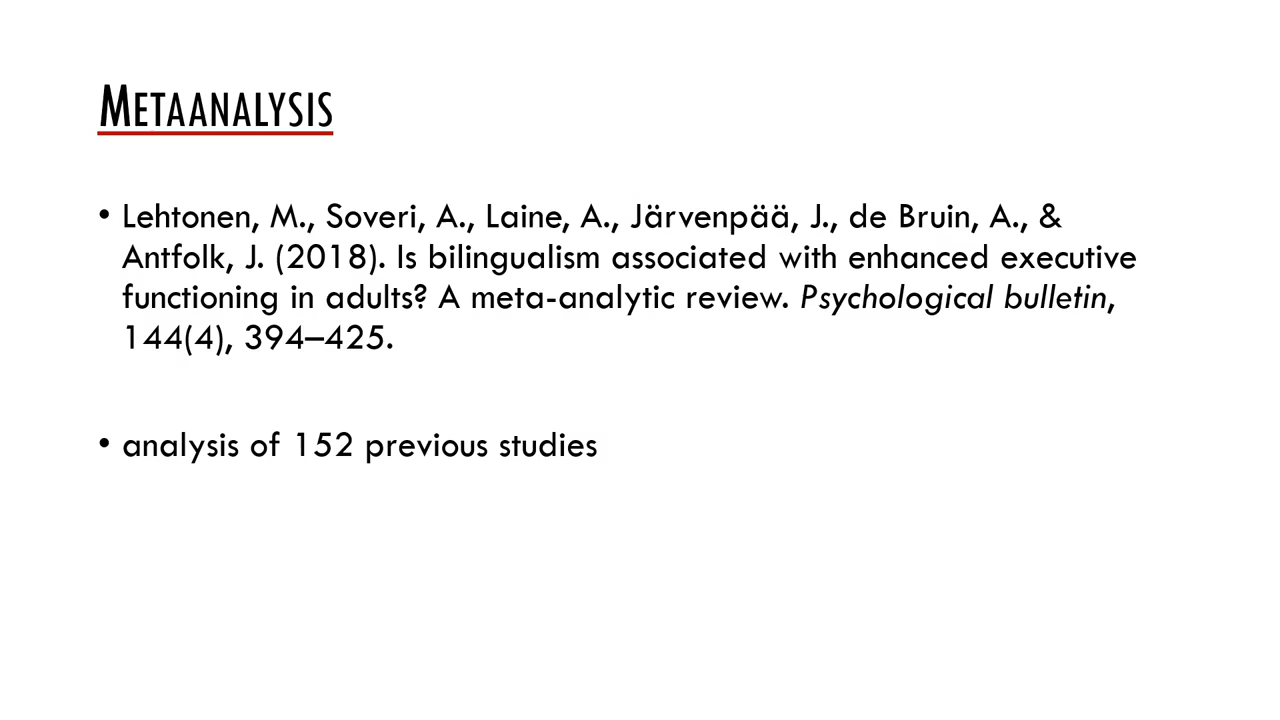 METAANALYSIS
• Lehtonen, M., Soveri, A., Laine, A., Järvenpää, J., de Bruin, A., &
Antfolk, J. (2018). Is bilingualism associated with enhanced executive
functioning in adults? A meta-analytic review. Psychological bulletin,
144(4), 394–425.
• analysis of 152 previous studies